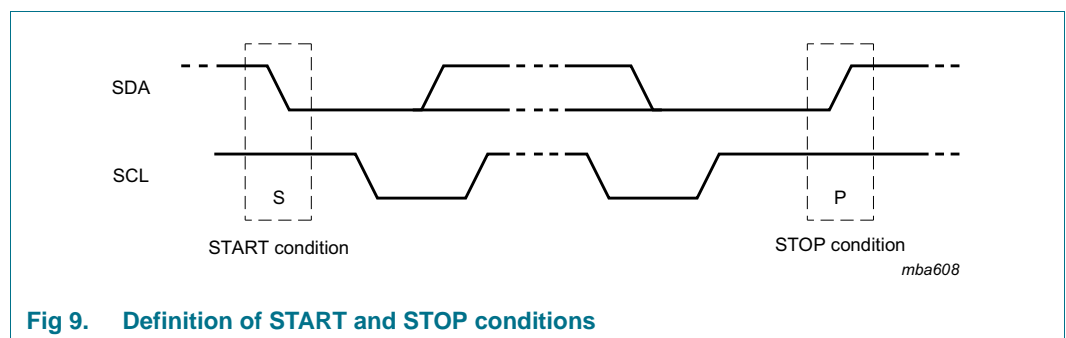 SDA
SCL
S
P
START condition
STOP condition
mba608
Fig 9. Definition of START and STOP conditions